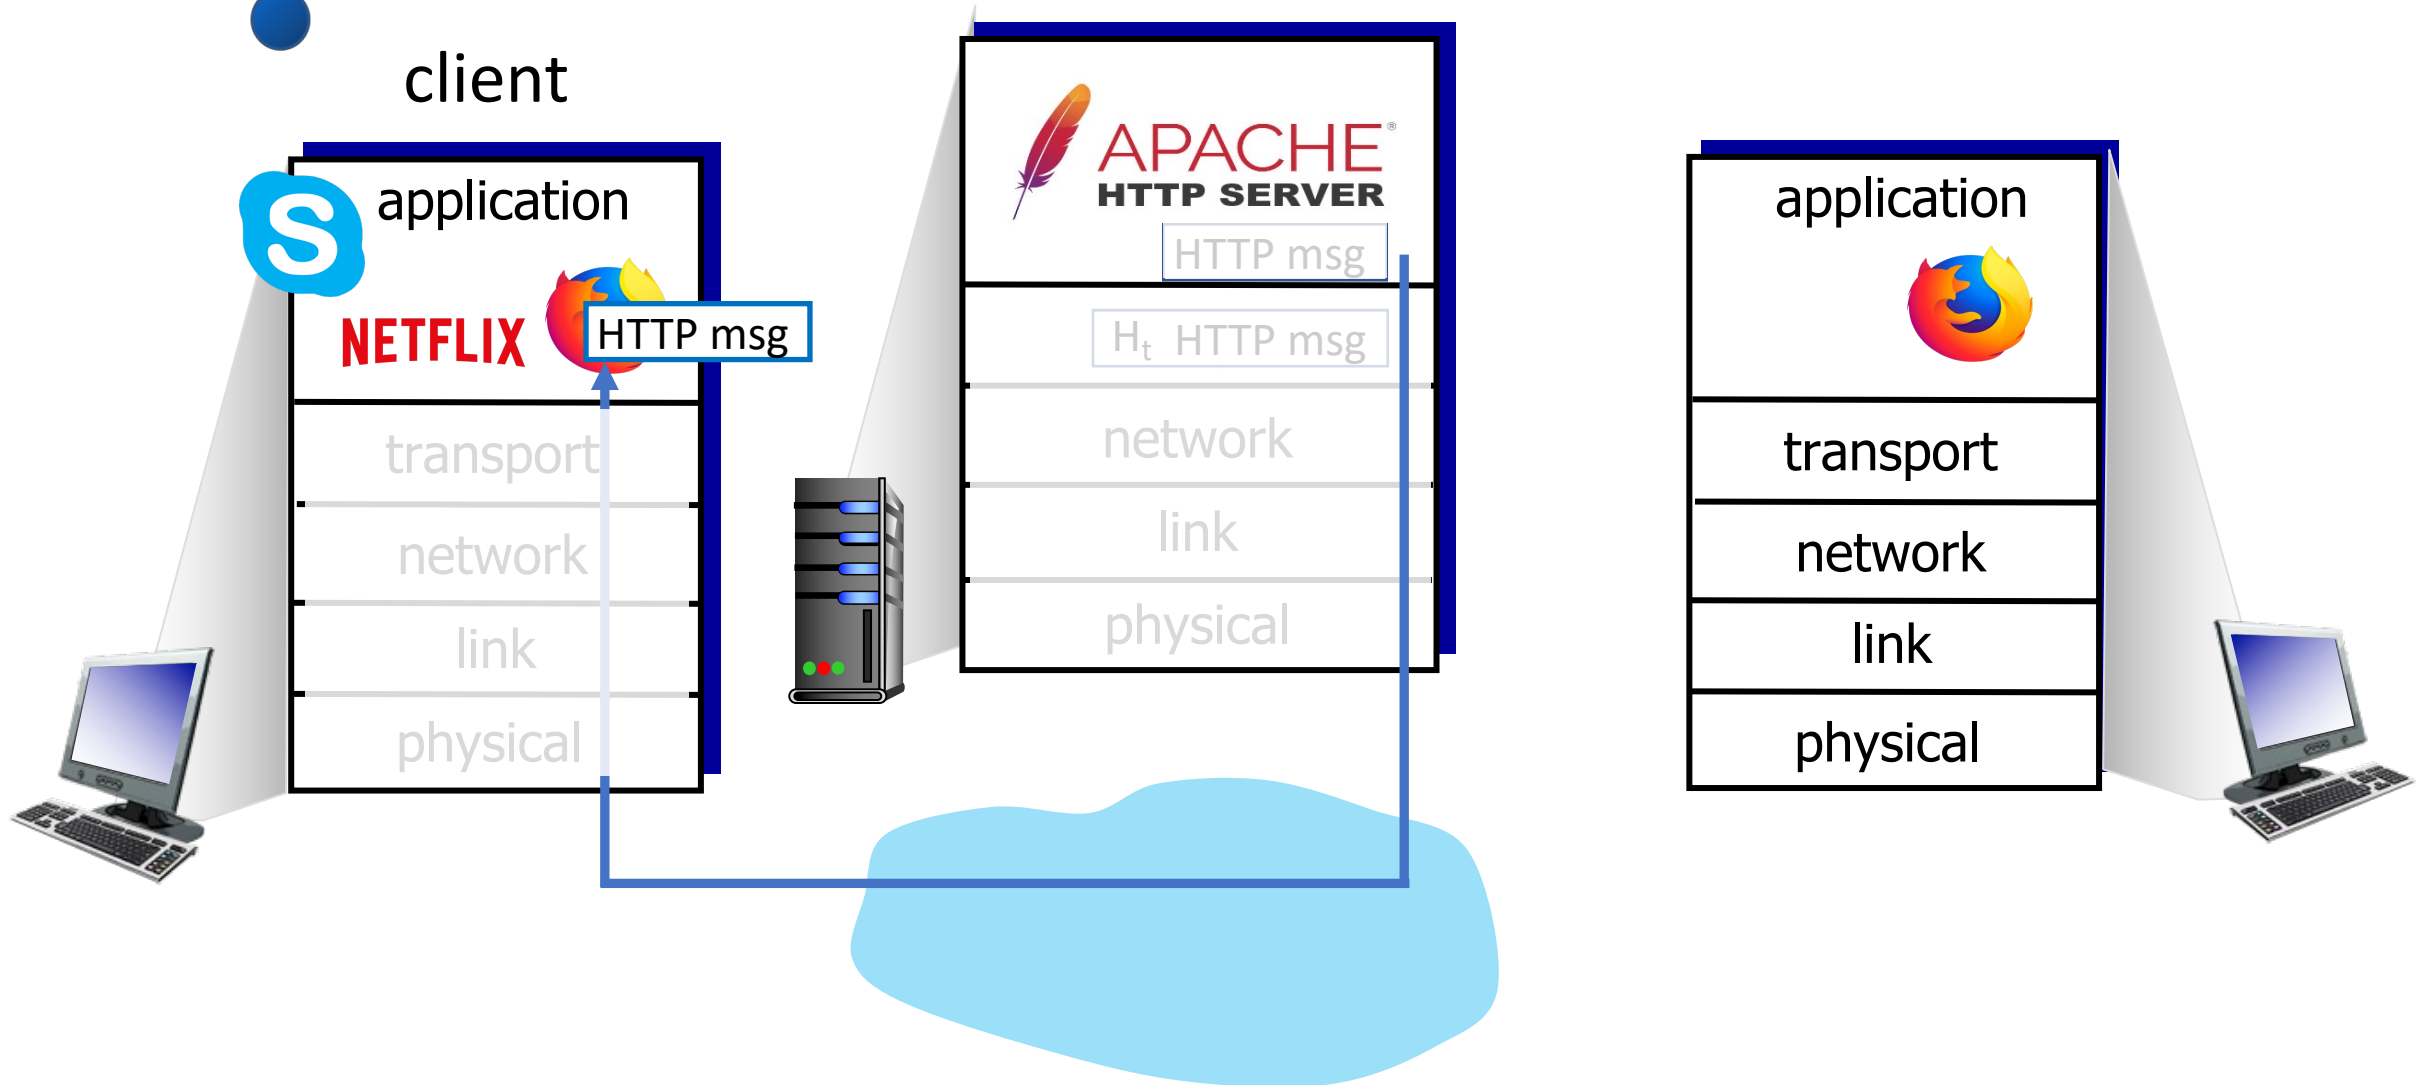 client
application
NETFLIX
HTTP msg
transport
network
link
physical
APACHE®
HTTP SERVER
HTTP msg
Ht HTTP msg
network
link
physical
application
transport
network
link
physical